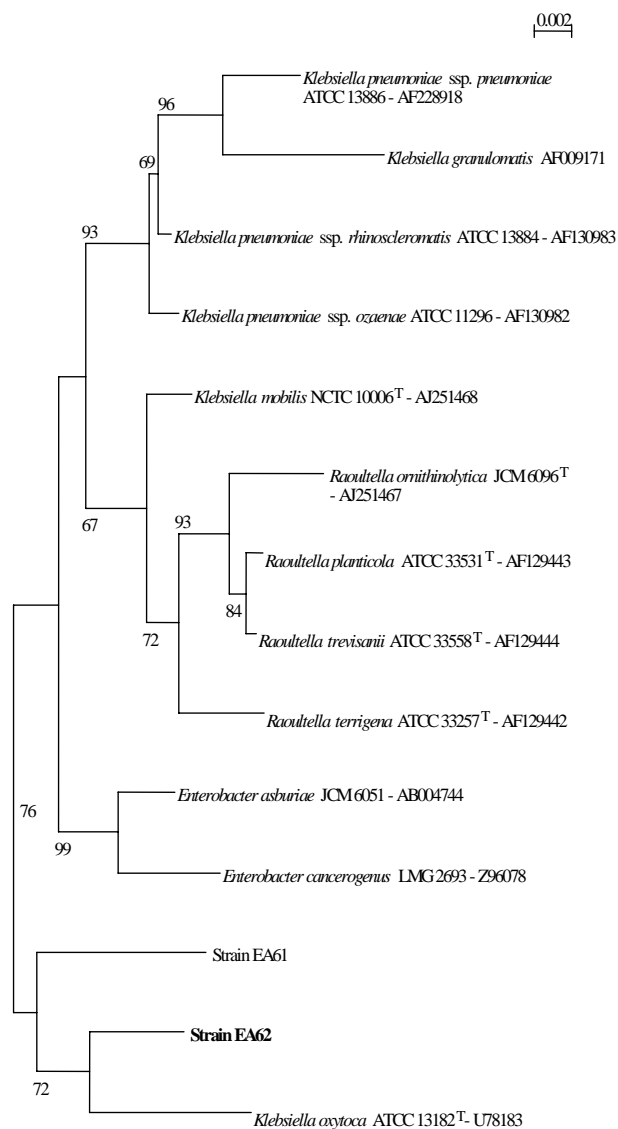 0.002
Klebsiella pneumoniae ssp. pneumoniae
ATCC 13886 - AF228918
96
Klebsiella granulomatis AF009171
69
93
Klebsiella pneumoniae ssp. rhinoscleromatis ATCC 13884 - AF130983
Klebsiella pneumoniae ssp. ozaenae ATCC 11296 - AF130982
Klebsiella mobilis NCTC 10006T - AJ251468
Raoultella ornithinolytica JCM 6096T
- AJ251467
67
93
Raoultella planticola ATCC 33531T - AF129443
84
72
Raoultella trevisanii ATCC 33558T - AF129444
Raoultella terrigena ATCC 33257T - AF129442
Enterobacter asburiae JCM 6051 - AB004744
76
99
Enterobacter cancerogenus LMG 2693 - Z96078
Strain EA61
Strain EA62
72
Klebsiella oxytoca ATCC 13182T- U78183